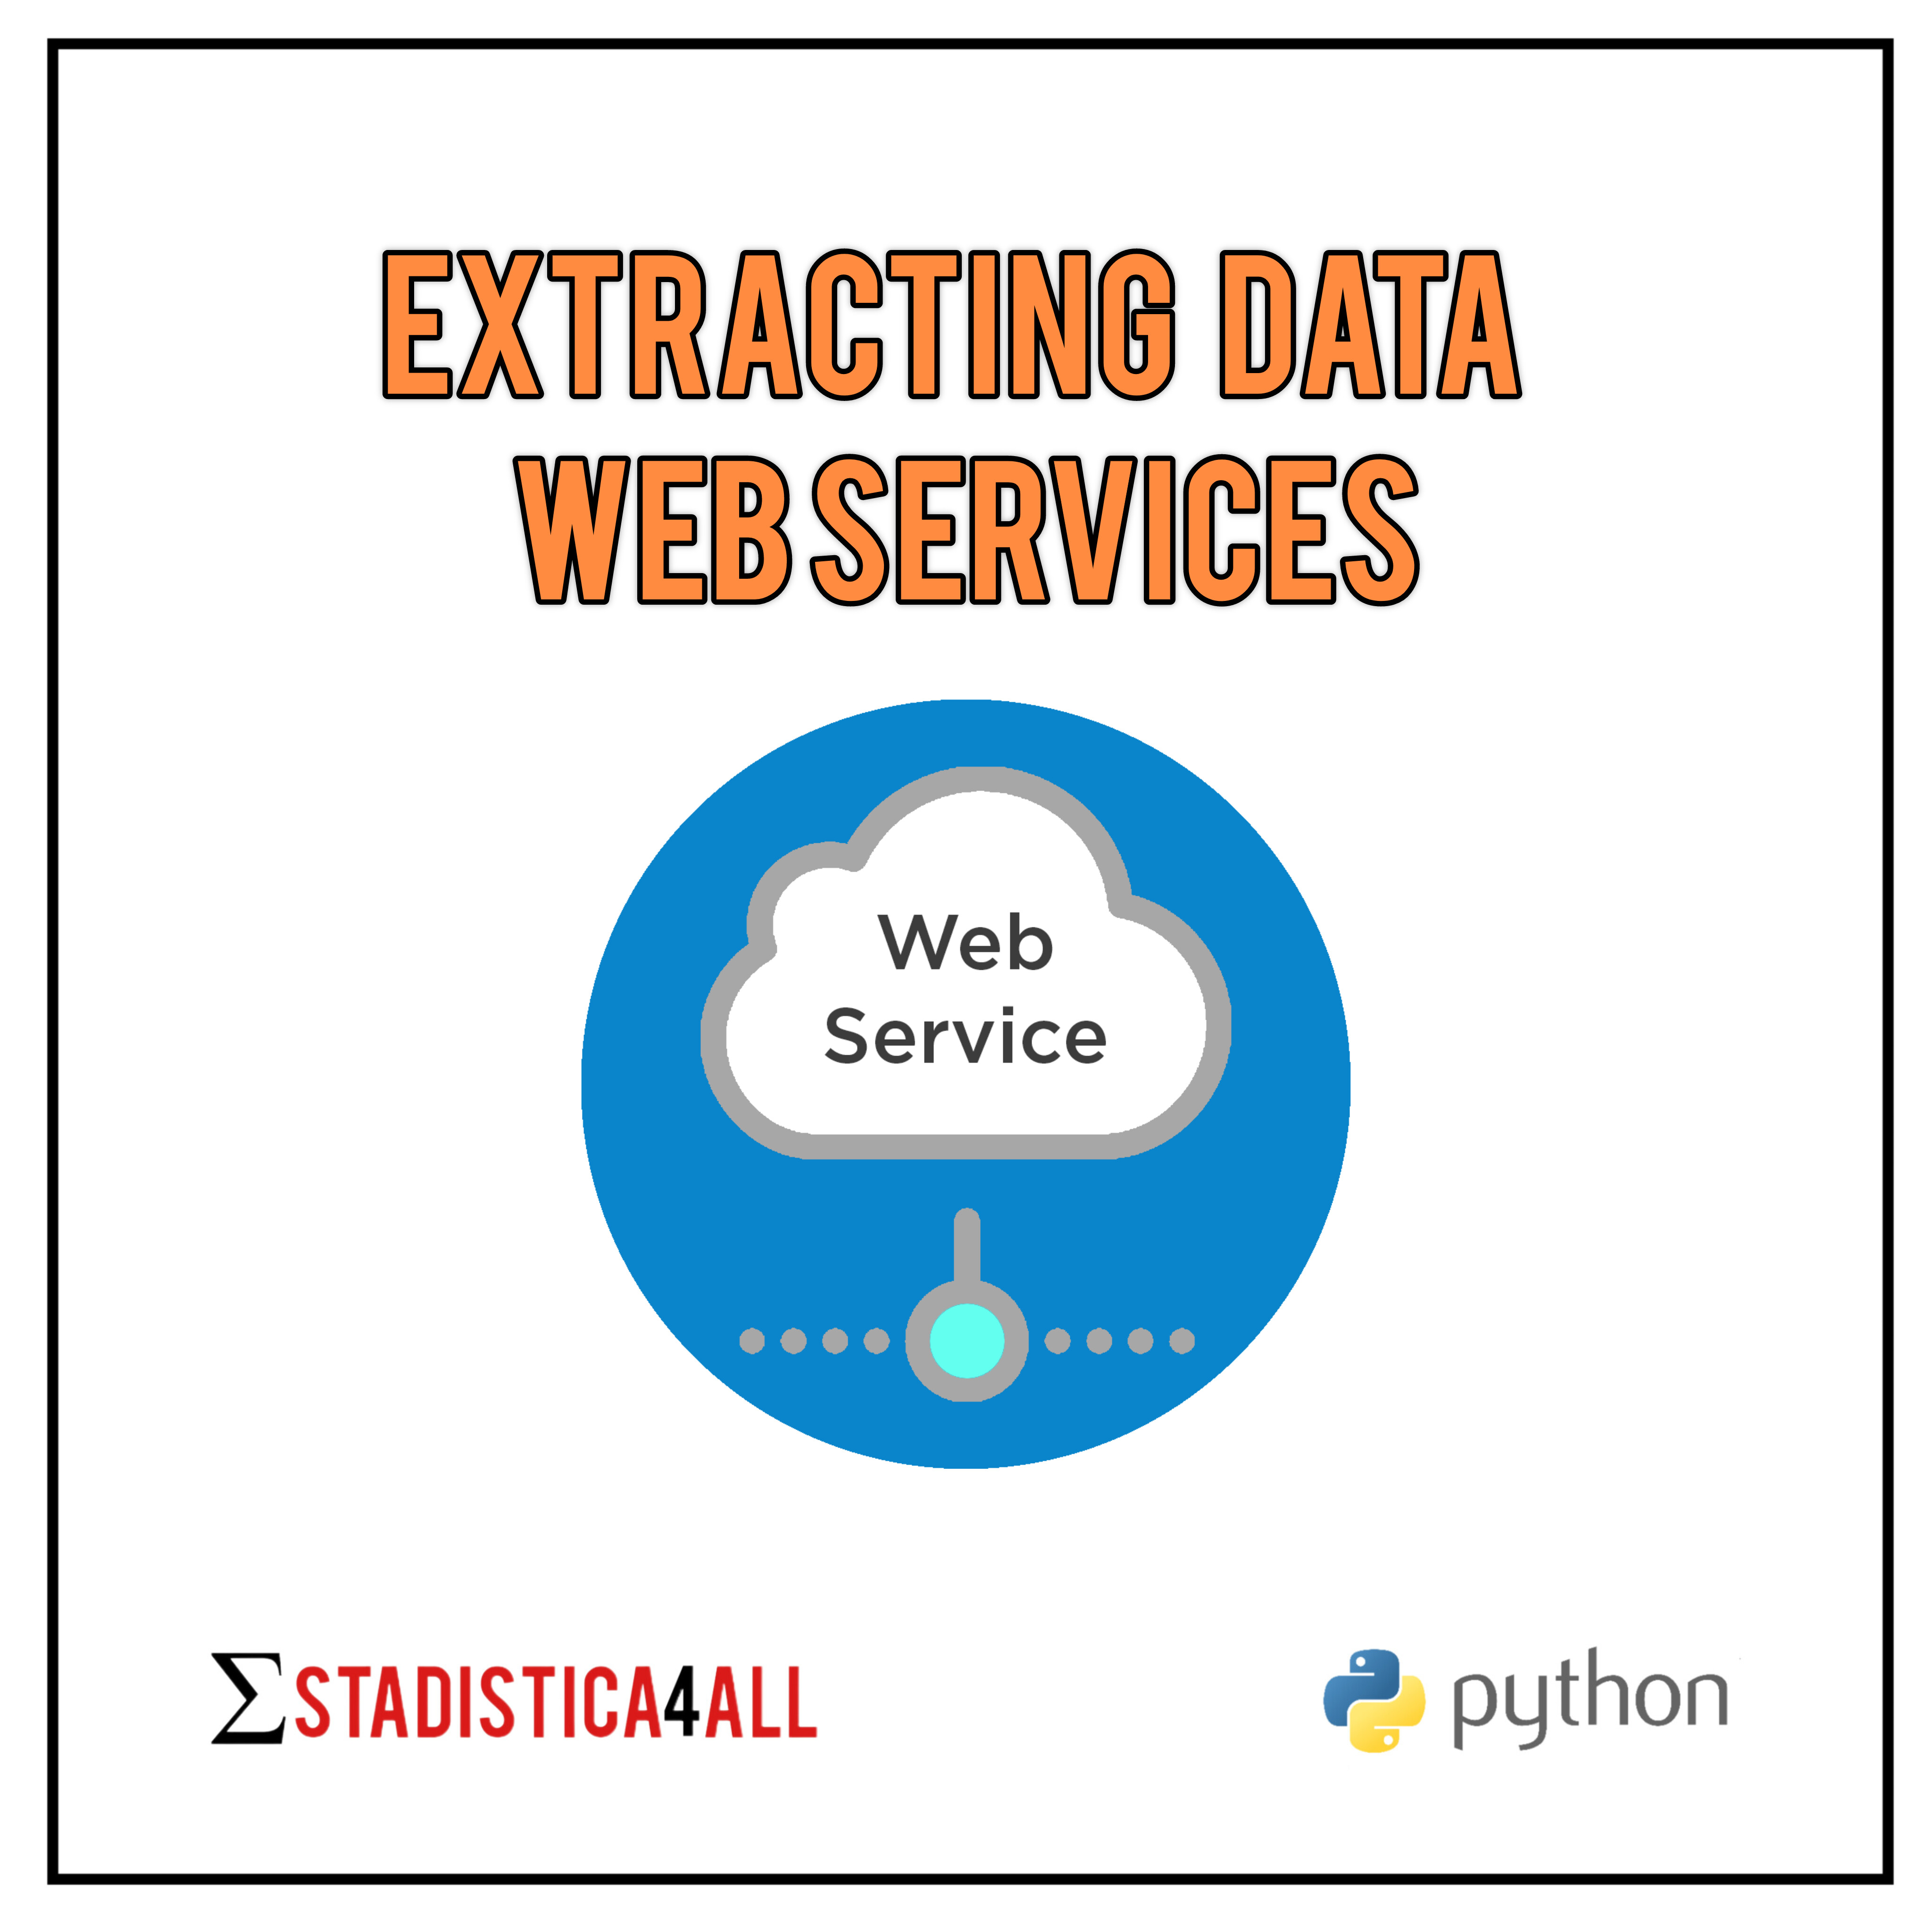 EXTRACTING DATA
WEB SERVICES
Web
Service
ΣSTADISTICA4ALL
python